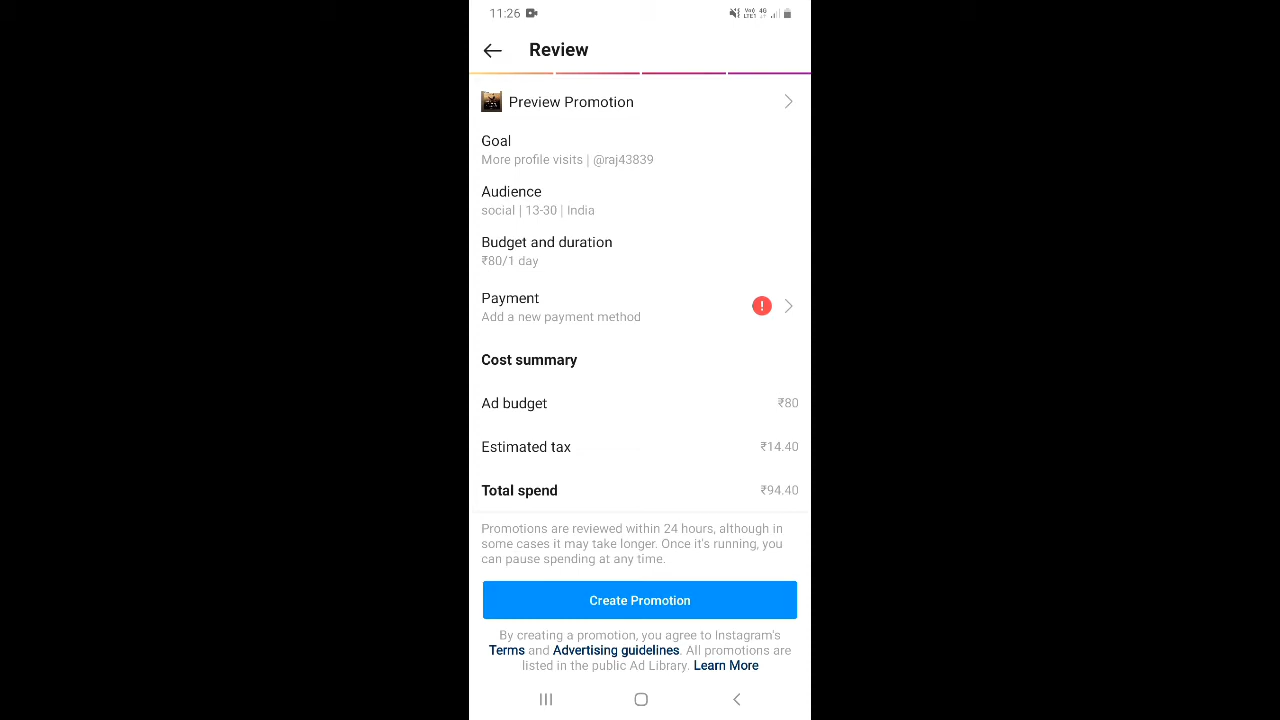 11:26
Vo) 4G
LTE1
Review
Preview Promotion
Goal
More profile visits | @raj43839
Audience
social | 13-30 | India
Budget and duration
₹80/1 day
Payment
Add a new payment method
!
Cost summary
Ad budget ₹80
Estimated tax ₹14.40
Total spend ₹94.40
Promotions are reviewed within 24 hours, although in
some cases it may take longer. Once it's running, you
can pause spending at any time.
Create Promotion
By creating a promotion, you agree to Instagram's
Terms and Advertising guidelines. All promotions are
listed in the public Ad Library. Learn More